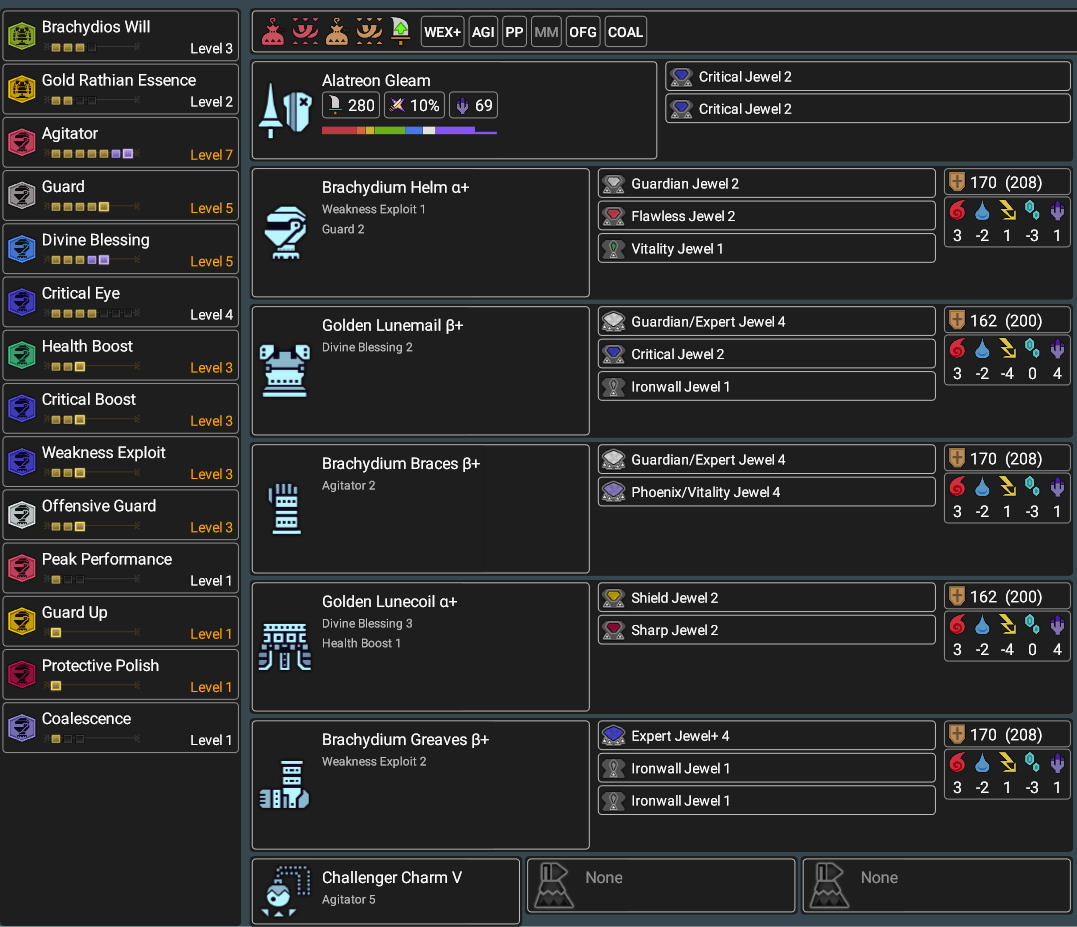 Brachydios Will
Level 3
Gold Rathian Essence
Level 2
Agitator
Level 7
Guard
Level 5
Divine Blessing
Level 5
Critical Eye
Level 4
Health Boost
Level 3
Critical Boost
Level 3
Weakness Exploit
Level 3
Offensive Guard
Level 3
Peak Performance
Level 1
Guard Up
Level 1
Protective Polish
Level 1
Coalescence
Level 1
WEX+ AGI PP MM OFG COAL
Alatreon Gleam
280 10% 69
Critical Jewel 2
Critical Jewel 2
Brachydium Helm α+
Weakness Exploit 1
Guard 2
Guardian Jewel 2
Flawless Jewel 2
Vitality Jewel 1
170 (208)
3 -2 1 -3 1
Golden Lunemail β+
Divine Blessing 2
Guardian/Expert Jewel 4
Critical Jewel 2
Ironwall Jewel 1
162 (200)
3 -2 -4 0 4
Brachydium Braces β+
Agitator 2
Guardian/Expert Jewel 4
Phoenix/Vitality Jewel 4
170 (208)
3 -2 1 -3 1
Golden Lunecoil α+
Divine Blessing 3
Health Boost 1
Shield Jewel 2
Sharp Jewel 2
162 (200)
3 -2 -4 0 4
Brachydium Greaves β+
Weakness Exploit 2
Expert Jewel+ 4
Ironwall Jewel 1
Ironwall Jewel 1
170 (208)
3 -2 1 -3 1
Challenger Charm V
Agitator 5
None
None